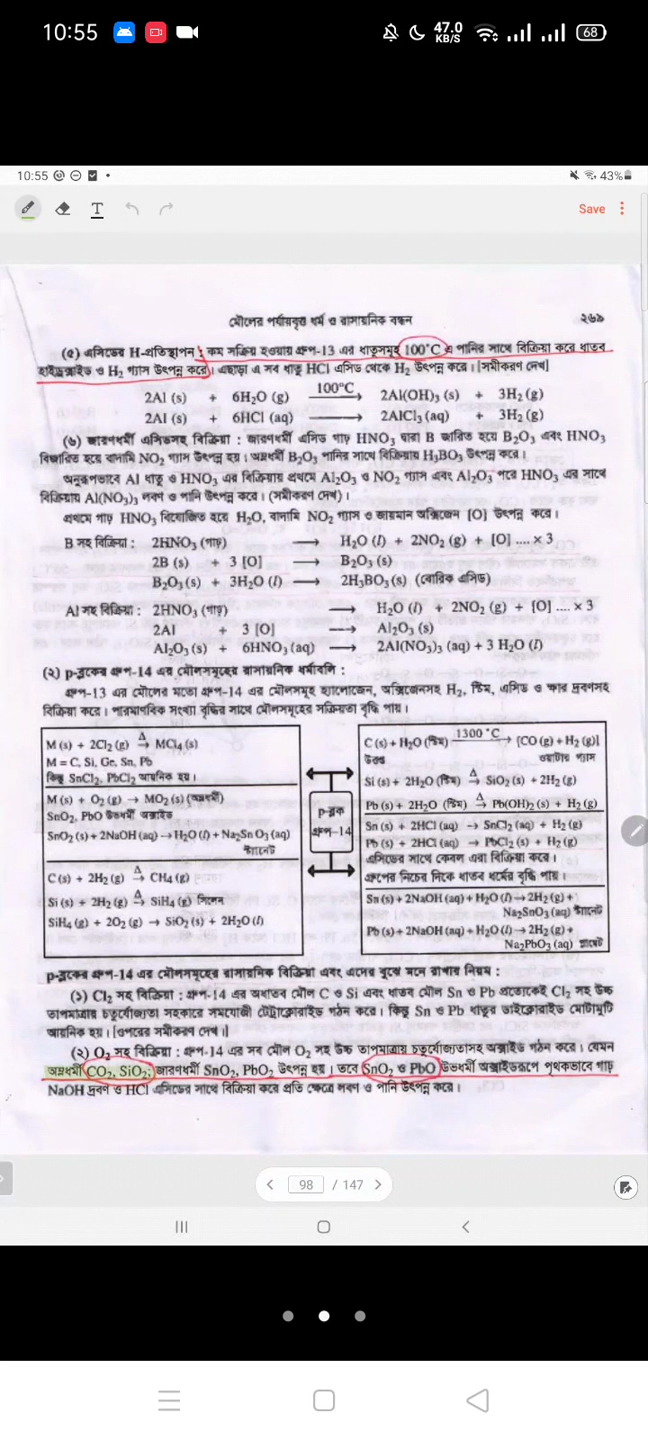 10:55
47.0 KB/S
68
10:55
43%
T
Save
মৌলের পর্যায়বৃত্ত ধর্ম ও রাসায়নিক বন্ধন ২৬৯
(৫) এসিডের H-প্রতিস্থাপন : কম সক্রিয় হওয়ায় গ্রুপ-13 এর ধাতুসমূহ 100°C এ পানির সাথে বিক্রিয়া করে ধাতব
হাইড্রক্সাইড ও H₂ গ্যাস উৎপন্ন করে। এছাড়া এ সব ধাতু HCl এসিড থেকে H₂ উৎপন্ন করে। [সমীকরণ দেখ]
2Al (s) + 6H₂O (g) 100°C ⟶ 2Al(OH)₃ (s) + 3H₂ (g)
2Al (s) + 6HCl (aq) ⟶ 2AlCl₃ (aq) + 3H₂ (g)
(৬) জারণধর্মী এসিডসহ বিক্রিয়া : জারণধর্মী এসিড গাঢ় HNO₃ দ্বারা B জারিত হয়ে B₂O₃ এবং HNO₃
বিজারিত হয়ে বাদামি NO₂ গ্যাস উৎপন্ন হয়। অম্লধর্মী B₂O₃ পানির সাথে বিক্রিয়ায় H₃BO₃ উৎপন্ন করে।
অনুরূপভাবে Al ধাতু ও HNO₃ এর বিক্রিয়ায় প্রথমে Al₂O₃ ও NO₂ গ্যাস এবং Al₂O₃ পরে HNO₃ এর সাথে
বিক্রিয়ায় Al(NO₃)₃ লবণ ও পানি উৎপন্ন করে। (সমীকরণ দেখ)।
প্রথমে গাঢ় HNO₃ বিযোজিত হয়ে H₂O, বাদামি NO₂ গ্যাস ও জায়মান অক্সিজেন [O] উৎপন্ন করে।
B সহ বিক্রিয়া : 2HNO₃ (গাঢ়) ⟶ H₂O (l) + 2NO₂ (g) + [O] .... × 3
2B (s) + 3 [O] ⟶ B₂O₃ (s)
B₂O₃ (s) + 3H₂O (l) ⟶ 2H₃BO₃ (s) (বোরিক এসিড)
Al সহ বিক্রিয়া : 2HNO₃ (গাঢ়) ⟶ H₂O (l) + 2NO₂ (g) + [O] .... × 3
2Al + 3 [O] ⟶ Al₂O₃ (s)
Al₂O₃ (s) + 6HNO₃ (aq) ⟶ 2Al(NO₃)₃ (aq) + 3 H₂O (l)
(২) p-ব্লকের গ্রুপ-14 এর মৌলসমূহের রাসায়নিক ধর্মাবলি :
গ্রুপ-13 এর মৌলের মতো গ্রুপ-14 এর মৌলসমূহ হ্যালোজেন, অক্সিজেনসহ H₂, স্টিম, এসিড ও ক্ষার দ্রবণসহ
বিক্রিয়া করে। পারমাণবিক সংখ্যা বৃদ্ধির সাথে মৌলসমূহের সক্রিয়তা বৃদ্ধি পায়।
M (s) + 2Cl₂ (g) Δ→ MCl₄ (s)
M = C, Si, Ge, Sn, Pb
কিন্তু SnCl₂, PbCl₂ আয়নিক হয়।
M (s) + O₂ (g) → MO₂ (s) (অম্লধর্মী)
SnO₂, PbO উভধর্মী অক্সাইড
SnO₂ (s) + 2NaOH (aq) → H₂O (l) + Na₂SnO₃ (aq)
স্ট্যানেট
C (s) + 2H₂ (g) Δ→ CH₄ (g)
Si (s) + 2H₂ (g) Δ→ SiH₄ (g) সিলেন
SiH₄ (g) + 2O₂ (g) → SiO₂ (s) + 2H₂O (l)
p-ব্লক
গ্রুপ-14
C (s) + H₂O (স্টিম) 1300 °C → [CO (g) + H₂ (g)]
উত্তপ্ত ওয়াটার গ্যাস
Si (s) + 2H₂O (স্টিম) Δ→ SiO₂ (s) + 2H₂ (g)
Pb (s) + 2H₂O (স্টিম) Δ→ Pb(OH)₂ (s) + H₂ (g)
Sn (s) + 2HCl (aq) → SnCl₂ (aq) + H₂ (g)
Pb (s) + 2HCl (aq) → PbCl₂ (s) + H₂ (g)
এসিডের সাথে কেবল এরা বিক্রিয়া করে।
গ্রুপের নিচের দিকে ধাতব ধর্মের বৃদ্ধি পায়।
Sn (s) + 2NaOH (aq) + H₂O (l) → 2H₂ (g) +
Na₂SnO₃ (aq) স্ট্যানেট
Pb (s) + 2NaOH (aq) + H₂O (l) → 2H₂ (g) +
Na₂PbO₃ (aq) প্লাম্বেট
p-ব্লকের গ্রুপ-14 এর মৌলসমূহের রাসায়নিক বিক্রিয়া এবং এদের বুঝে মনে রাখার নিয়ম :
(১) Cl₂ সহ বিক্রিয়া : গ্রুপ-14 এর অধাতব মৌল C ও Si এবং ধাতব মৌল Sn ও Pb প্রত্যেকেই Cl₂ সহ উচ্চ
তাপমাত্রায় চতুর্যোজ্যতা সহকারে সমযোজী টেট্রাক্লোরাইড গঠন করে। কিন্তু Sn ও Pb ধাতুর ডাইক্লোরাইড মোটামুটি
আয়নিক হয়। [ওপরের সমীকরণ দেখ।]
(২) O₂ সহ বিক্রিয়া : গ্রুপ-14 এর সব মৌল O₂ সহ উচ্চ তাপমাত্রায় চতুর্যোজ্যতাসহ অক্সাইড গঠন করে। যেমন
অম্লধর্মী CO₂, SiO₂; জারণধর্মী SnO₂, PbO₂ উৎপন্ন হয়। তবে SnO₂ ও PbO উভধর্মী অক্সাইডরূপে পৃথকভাবে গাঢ়
NaOH দ্রবণ ও HCl এসিডের সাথে বিক্রিয়া করে প্রতি ক্ষেত্রে লবণ ও পানি উৎপন্ন করে।
98 / 147